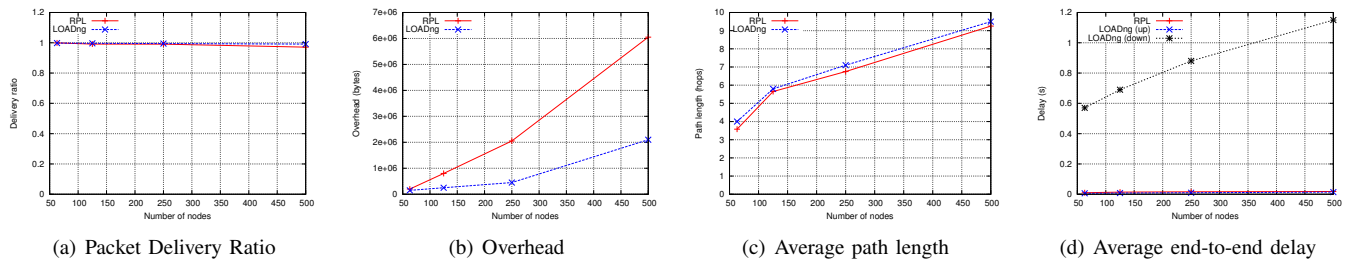 RPL
LOADng
1.2
1
0.8
0.6
0.4
0.2
0
Delivery ratio
50 100 150 200 250 300 350 400 450 500
Number of nodes
(a) Packet Delivery Ratio
RPL
LOADng
7e+06
6e+06
5e+06
4e+06
3e+06
2e+06
1e+06
0
Overhead (bytes)
50 100 150 200 250 300 350 400 450 500
Number of nodes
(b) Overhead
RPL
LOADng
10
9
8
7
6
5
4
3
2
1
0
Path length (hops)
50 100 150 200 250 300 350 400 450 500
Number of nodes
(c) Average path length
RPL
LOADng (up)
LOADng (down)
1.2
1
0.8
0.6
0.4
0.2
0
Delay (s)
50 100 150 200 250 300 350 400 450 500
Number of nodes
(d) Average end-to-end delay